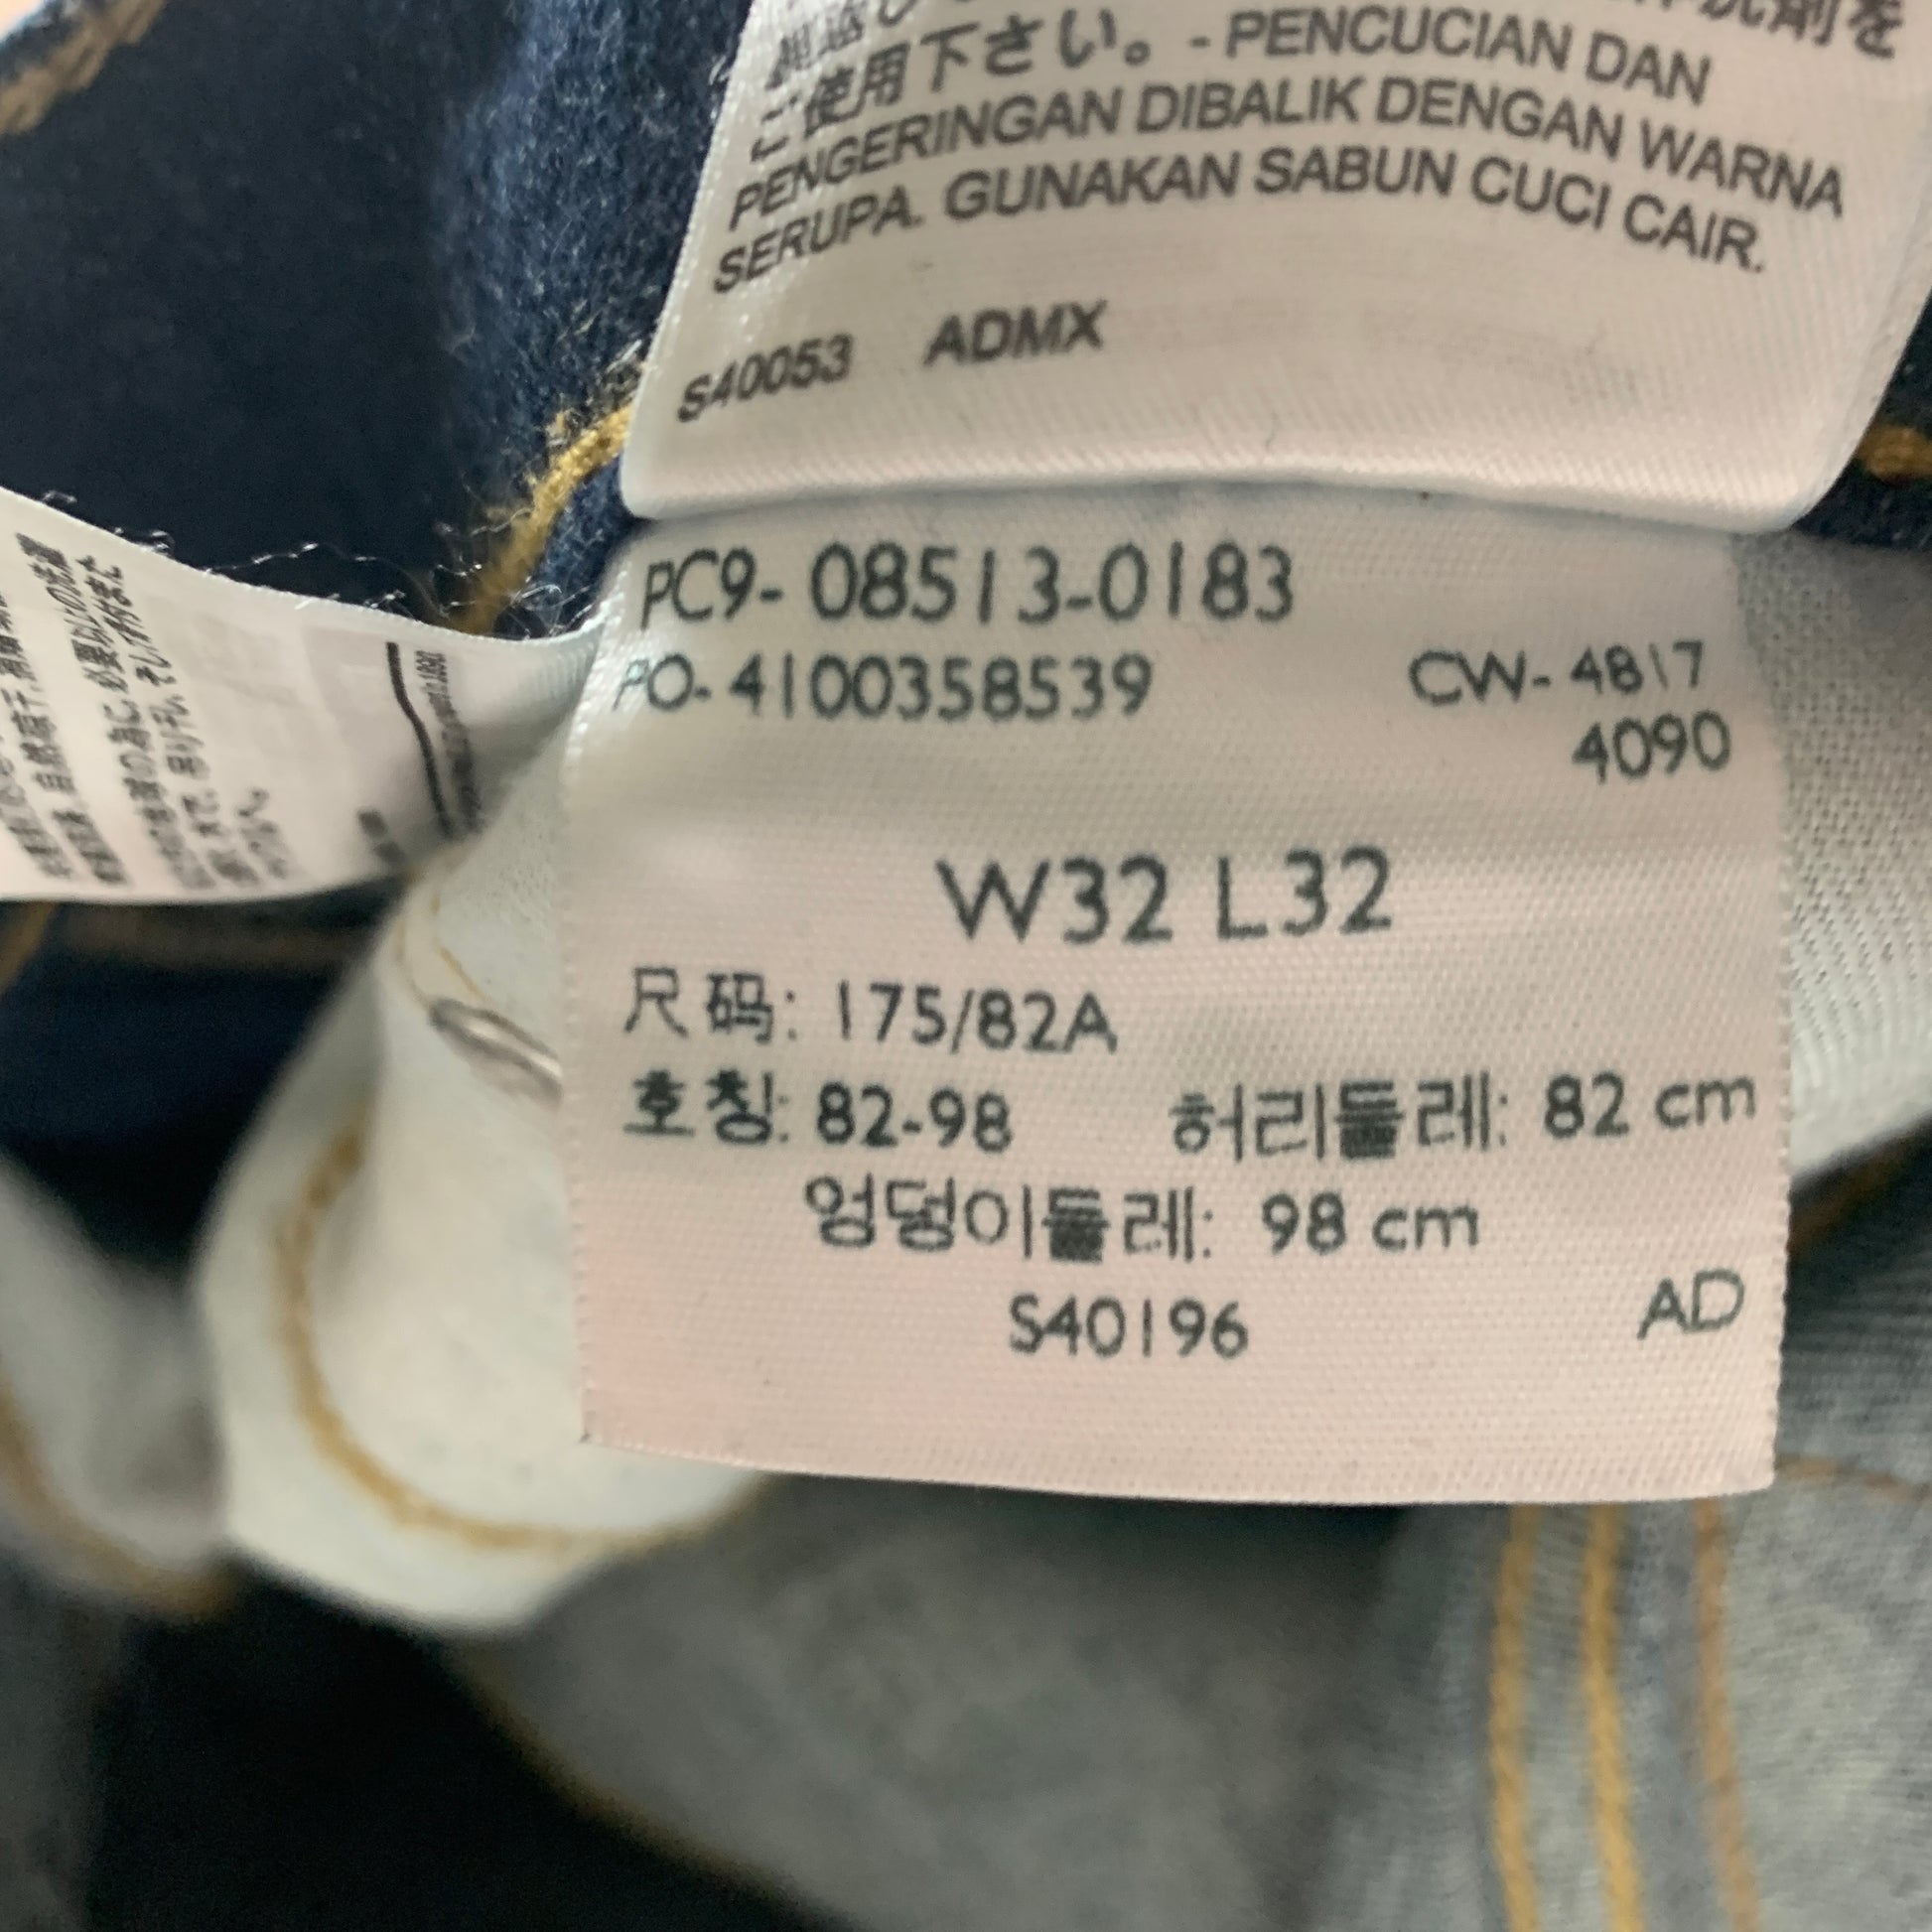 ご使用下さい。 - PENCUCIAN DAN
PENGERINGAN DIBALIK DENGAN WARNA
SERUPA. GUNAKAN SABUN CUCI CAIR.
S40053 ADMX
PC9- 08513-0183
PO- 4100358539 CW- 4817
4090
W32 L32
尺码: 175/82A
호칭: 82-98 허리둘레: 82 cm
엉덩이둘레: 98 cm
S40196 AD